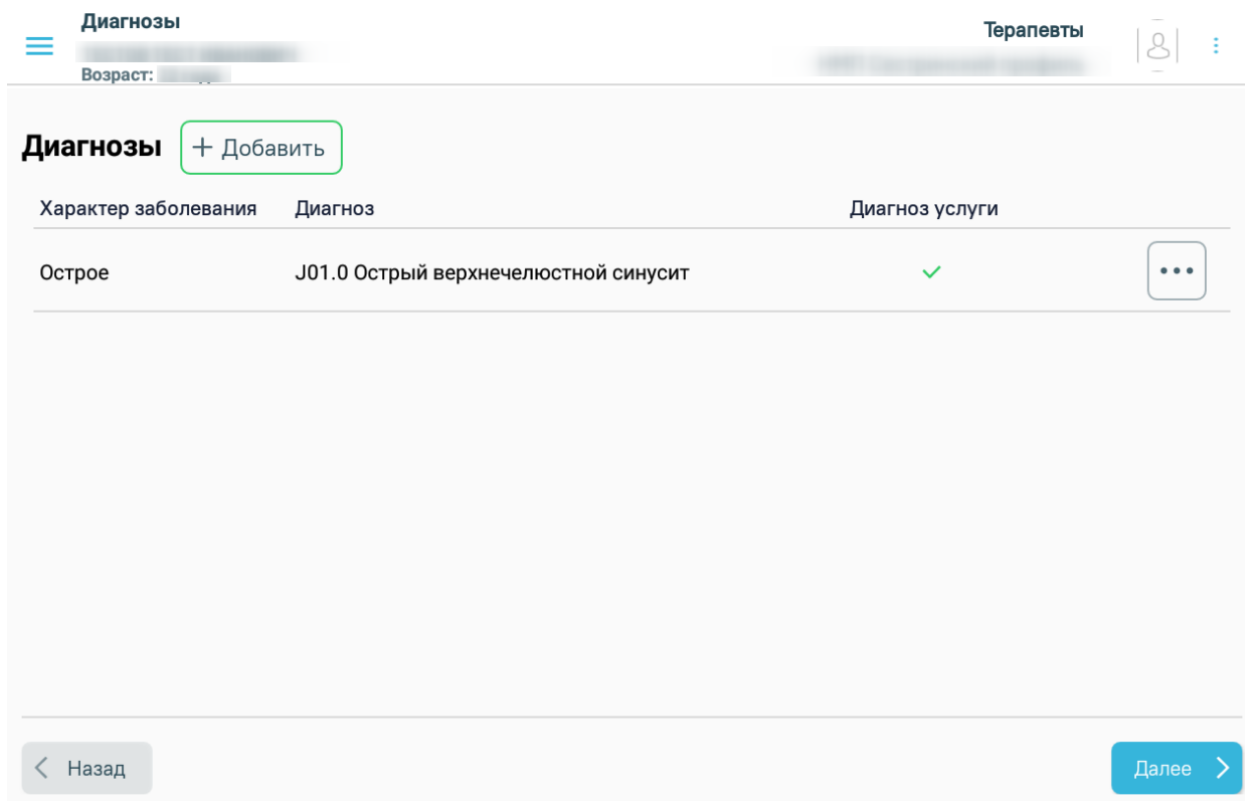 Диагнозы
Терапевты
Возраст:
Диагнозы
+ Добавить
Характер заболевания Диагноз Диагноз услуги
Острое J01.0 Острый верхнечелюстной синусит
Назад
Далее